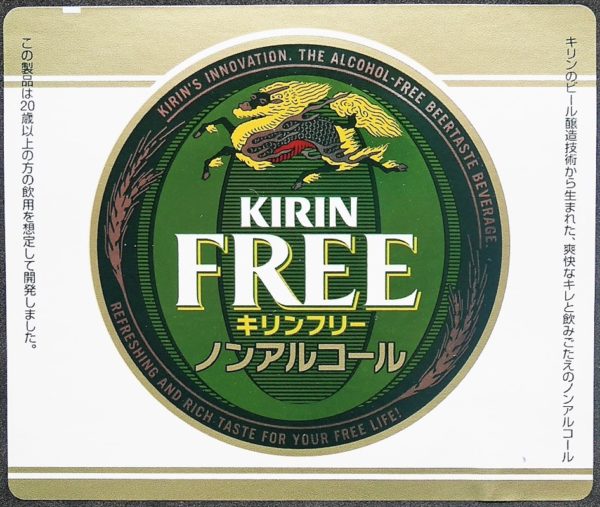 キリンのビール醸造技術から生まれた、爽快なキレと飲みごたえのノンアルコール
KIRIN'S INNOVATION. THE ALCOHOL-FREE BEERTASTE BEVERAGE.
KIRIN
FREE
キリンフリー
ノンアルコール
REFRESHING AND RICH TASTE FOR YOUR FREE LIFE!
この製品は20歳以上の方の飲用を想定して開発しました。